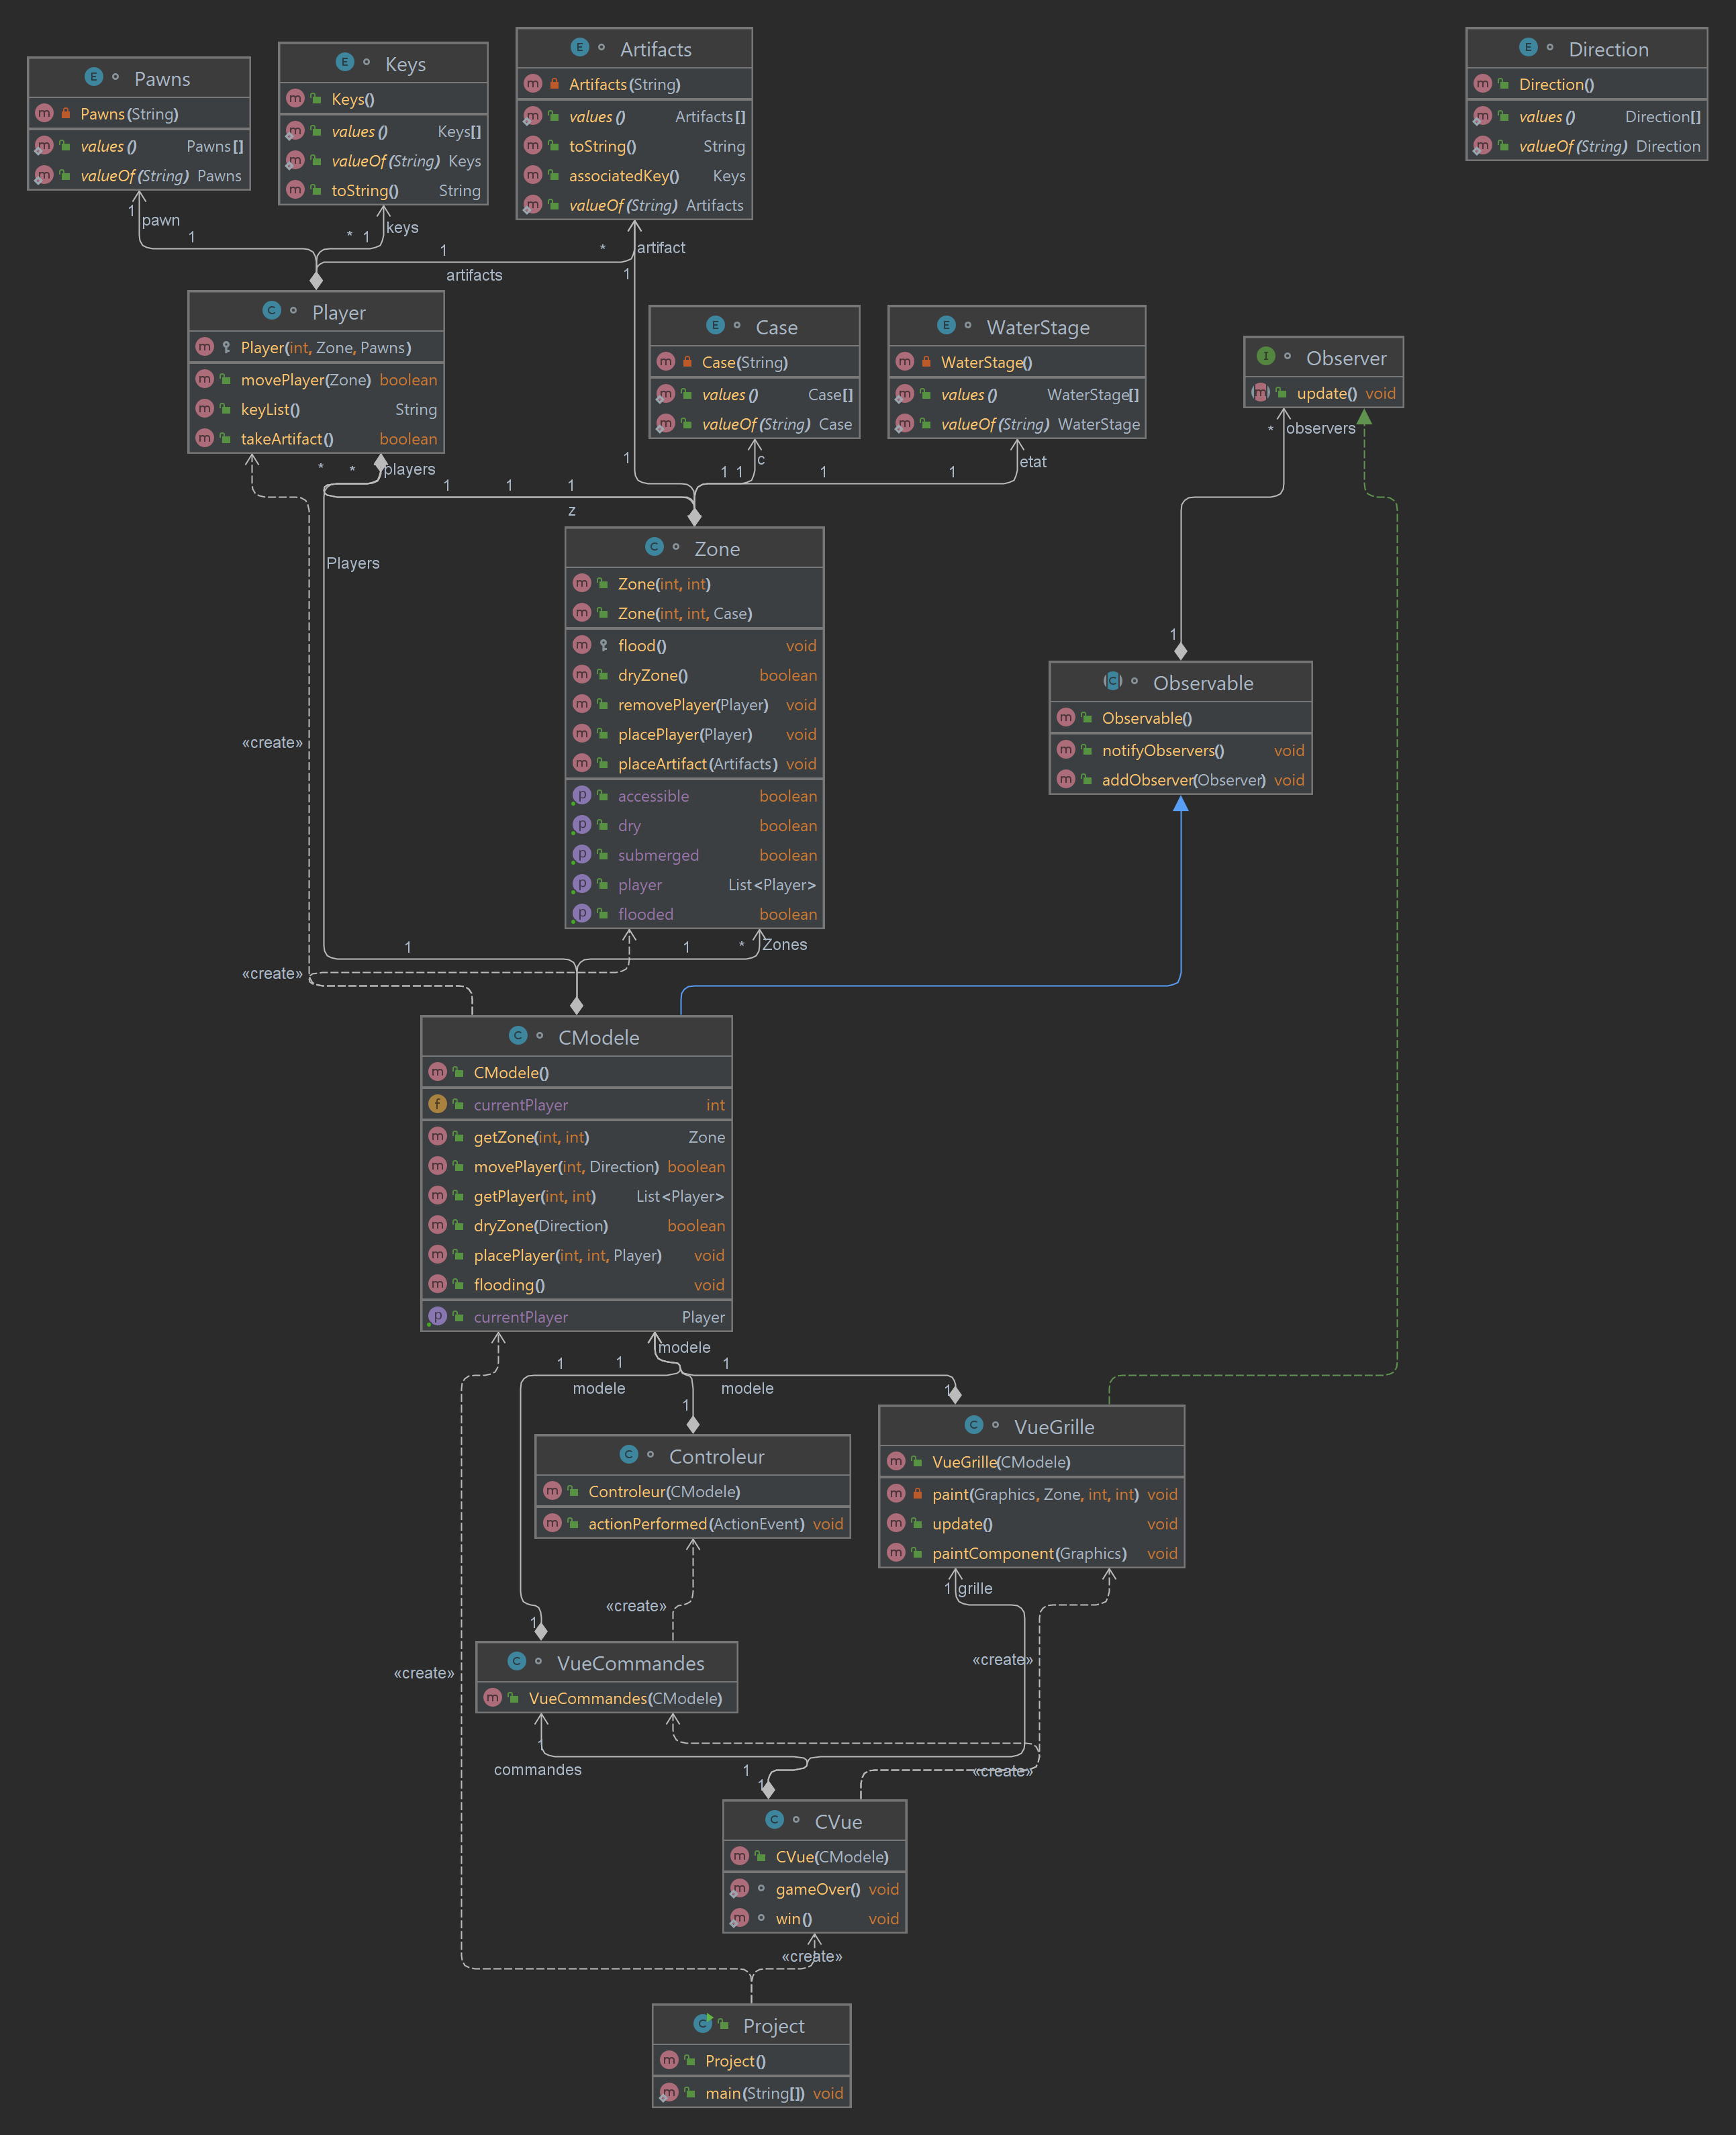 Pawns
Pawns(String)
values() Pawns[]
valueOf(String) Pawns
Keys
Keys()
values() Keys[]
valueOf(String) Keys
toString() String
Artifacts
Artifacts(String)
values() Artifacts[]
toString() String
associatedKey() Keys
valueOf(String) Artifacts
Direction
Direction()
values() Direction[]
valueOf(String) Direction
1
pawn
1
* 1
keys
1
*
artifact
artifacts
1
Player
Player(int, Zone, Pawns)
movePlayer(Zone) boolean
keyList() String
takeArtifact() boolean
Case
Case(String)
values() Case[]
valueOf(String) Case
WaterStage
WaterStage()
values() WaterStage[]
valueOf(String) WaterStage
Observer
update() void
* observers
* *
players
1
1 1
c
1
1
etat
1 1 1
z
Players
Zone
Zone(int, int)
Zone(int, int, Case)
flood() void
dryZone() boolean
removePlayer(Player) void
placePlayer(Player) void
placeArtifact(Artifacts) void
accessible boolean
dry boolean
submerged boolean
player List<Player>
flooded boolean
1
Observable
Observable()
notifyObservers() void
addObserver(Observer) void
«create»
1
1
* Zones
«create»
CModele
CModele()
currentPlayer int
getZone(int, int) Zone
movePlayer(int, Direction) boolean
getPlayer(int, int) List<Player>
dryZone(Direction) boolean
placePlayer(int, int, Player) void
flooding() void
currentPlayer Player
modele
1 1 1
modele modele
1
1
Controleur
Controleur(CModele)
actionPerformed(ActionEvent) void
VueGrille
VueGrille(CModele)
paint(Graphics, Zone, int, int) void
update() void
paintComponent(Graphics) void
1 grille
«create»
1
«create»
«create»
VueCommandes
VueCommandes(CModele)
1
commandes
1
1
«create»
CVue
CVue(CModele)
gameOver() void
win() void
«create»
Project
Project()
main(String[]) void